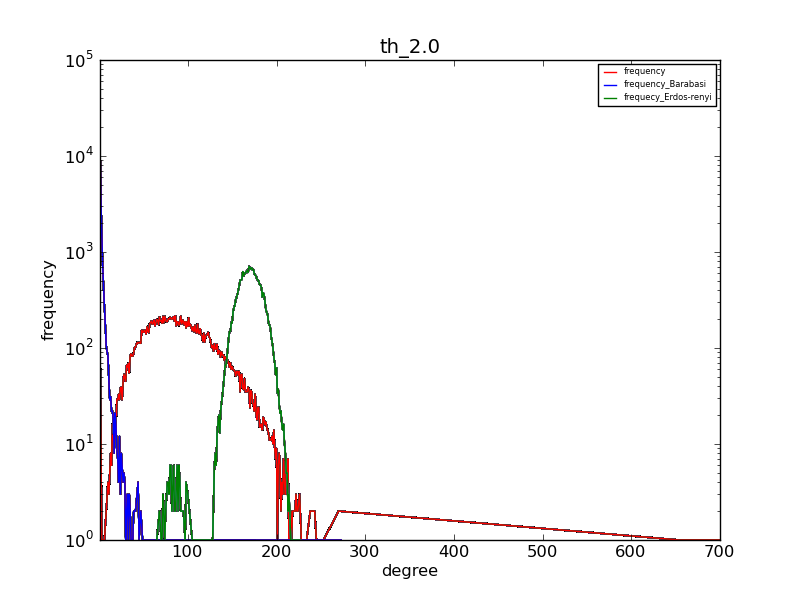 th_2.0
frequency
frequency_Barabasi
frequecy_Erdos-renyi
10^5
10^4
10^3
10^2
10^1
10^0
frequency
100 200 300 400 500 600 700
degree